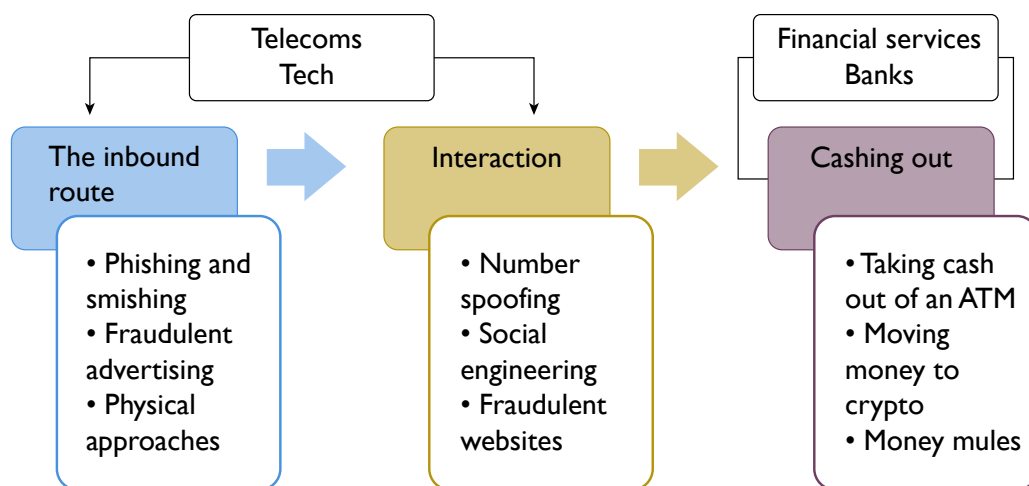 Telecoms
Tech
Financial services
Banks
The inbound
route
Interaction
Cashing out
• Phishing and
smishing
• Fraudulent
advertising
• Physical
approaches
• Number
spoofing
• Social
engineering
• Fraudulent
websites
• Taking cash
out of an ATM
• Moving
money to
crypto
• Money mules